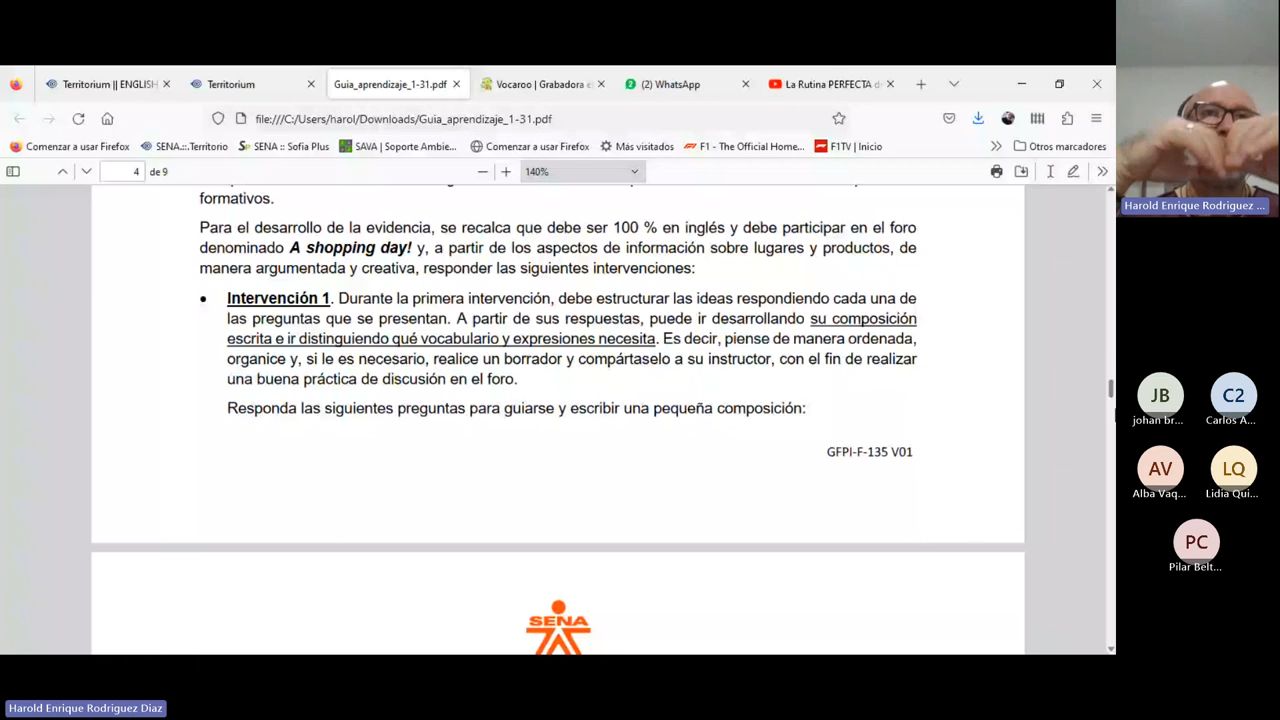 Territorium || ENGLISH
Territorium
Guia_aprendizaje_1-31.pdf
Vocaroo | Grabadora
(2) WhatsApp
La Rutina PERFECTA
file:///C:/Users/harol/Downloads/Guia_aprendizaje_1-31.pdf
Comenzar a usar Firefox
SENA.::.Territorio
SENA :: Sofia Plus
SAVA | Soporte Ambie...
Comenzar a usar Firefox
Más visitados
F1 - The Official Home...
F1TV | Inicio
Otros marcadores
4 de 9
140%
formativos.
Para el desarrollo de la evidencia, se recalca que debe ser 100 % en inglés y debe participar en el foro
denominado A shopping day! y, a partir de los aspectos de información sobre lugares y productos, de
manera argumentada y creativa, responder las siguientes intervenciones:
• Intervención 1. Durante la primera intervención, debe estructurar las ideas respondiendo cada una de
las preguntas que se presentan. A partir de sus respuestas, puede ir desarrollando su composición
escrita e ir distinguiendo qué vocabulario y expresiones necesita. Es decir, piense de manera ordenada,
organice y, si le es necesario, realice un borrador y compártaselo a su instructor, con el fin de realizar
una buena práctica de discusión en el foro.
Responda las siguientes preguntas para guiarse y escribir una pequeña composición:
GFPI-F-135 V01
SENA
Harold Enrique Rodriguez ...
JB
johan br...
C2
Carlos A...
AV
Alba Vaq...
LQ
Lidia Qui...
PC
Pilar Belt...
Harold Enrique Rodriguez Diaz